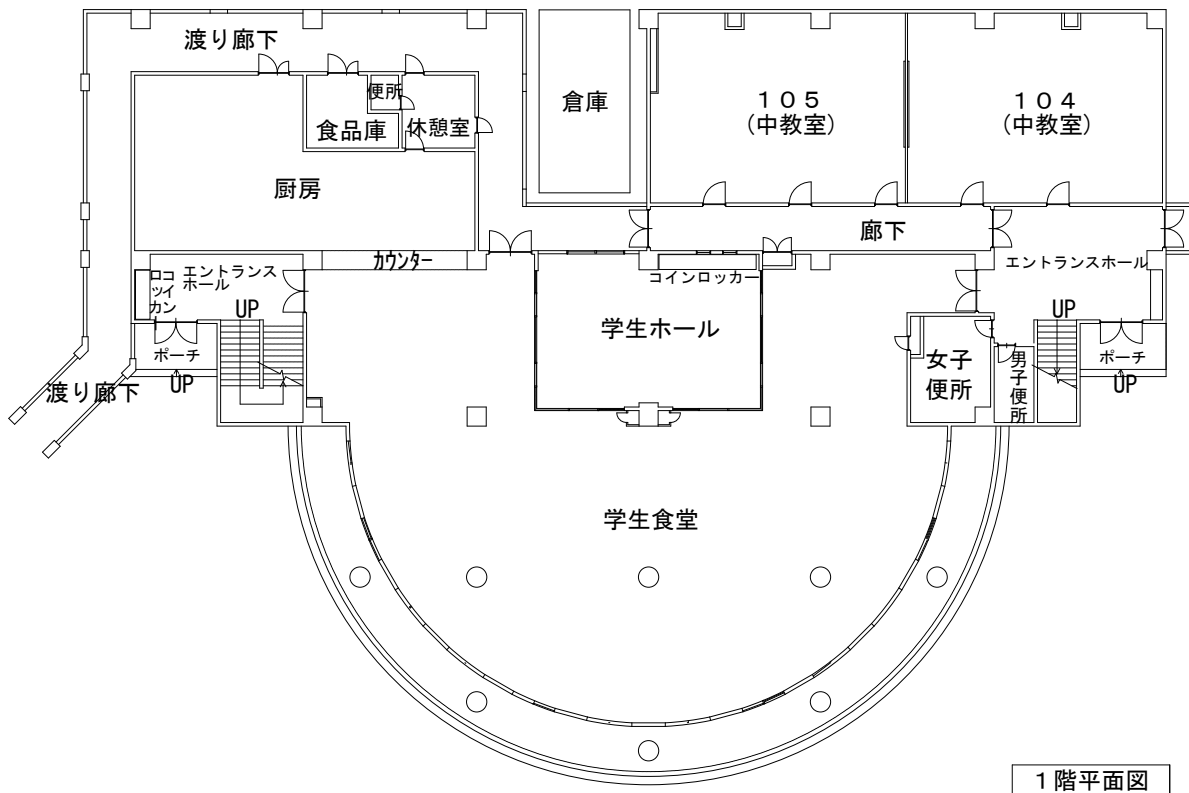 渡り廊下
便所
食品庫
休憩室
倉庫
１０５
(中教室)
１０４
(中教室)
厨房
廊下
カウンター
コインロッカー
エントランス
ホール
コインロッカー
UP
エントランスホール
UP
学生ホール
ポーチ
UP
渡り廊下
女子
便所
男子便所
ポーチ
UP
学生食堂
１階平面図